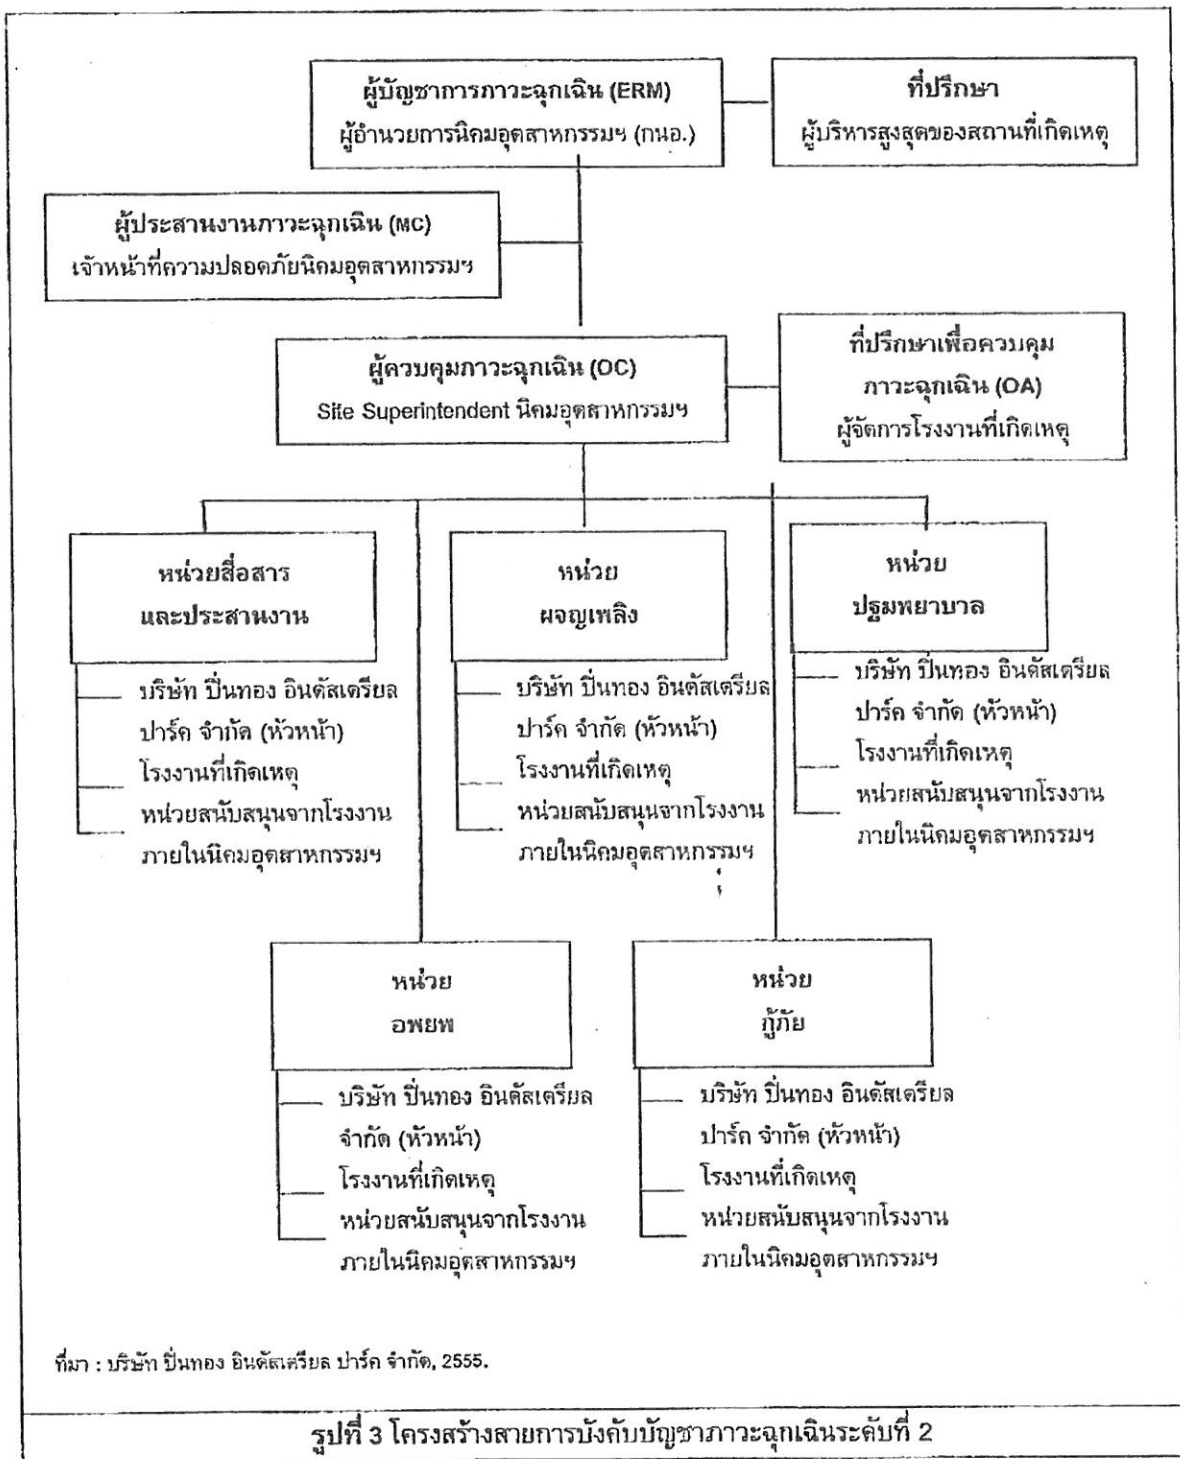 ผู้บัญชาการภาวะฉุกเฉิน (ERM)
ผู้อำนวยการนิคมอุตสาหกรรมฯ (กนอ.)
ที่ปรึกษา
ผู้บริหารสูงสุดของสถานที่เกิดเหตุ
ผู้ประสานงานภาวะฉุกเฉิน (MC)
เจ้าหน้าที่ความปลอดภัยนิคมอุตสาหกรรมฯ
ผู้ควบคุมภาวะฉุกเฉิน (OC)
Site Superintendent นิคมอุตสาหกรรมฯ
ที่ปรึกษาเพื่อควบคุม
ภาวะฉุกเฉิน (OA)
ผู้จัดการโรงงานที่เกิดเหตุ
หน่วยสื่อสาร
และประสานงาน
บริษัท ปิ่นทอง อินดัสเตรียล
ปาร์ค จำกัด (หัวหน้า)
โรงงานที่เกิดเหตุ
หน่วยสนับสนุนจากโรงงาน
ภายในนิคมอุตสาหกรรมฯ
หน่วย
ผจญเพลิง
บริษัท ปิ่นทอง อินดัสเตรียล
ปาร์ค จำกัด (หัวหน้า)
โรงงานที่เกิดเหตุ
หน่วยสนับสนุนจากโรงงาน
ภายในนิคมอุตสาหกรรมฯ
หน่วย
ปฐมพยาบาล
บริษัท ปิ่นทอง อินดัสเตรียล
ปาร์ค จำกัด (หัวหน้า)
โรงงานที่เกิดเหตุ
หน่วยสนับสนุนจากโรงงาน
ภายในนิคมอุตสาหกรรมฯ
หน่วย
อพยพ
บริษัท ปิ่นทอง อินดัสเตรียล
จำกัด (หัวหน้า)
โรงงานที่เกิดเหตุ
หน่วยสนับสนุนจากโรงงาน
ภายในนิคมอุตสาหกรรมฯ
หน่วย
กู้ภัย
บริษัท ปิ่นทอง อินดัสเตรียล
ปาร์ค จำกัด (หัวหน้า)
โรงงานที่เกิดเหตุ
หน่วยสนับสนุนจากโรงงาน
ภายในนิคมอุตสาหกรรมฯ
ที่มา : บริษัท ปิ่นทอง อินดัสเตรียล ปาร์ค จำกัด, 2555.
รูปที่ 3 โครงสร้างสายการบังคับบัญชาภาวะฉุกเฉินระดับที่ 2